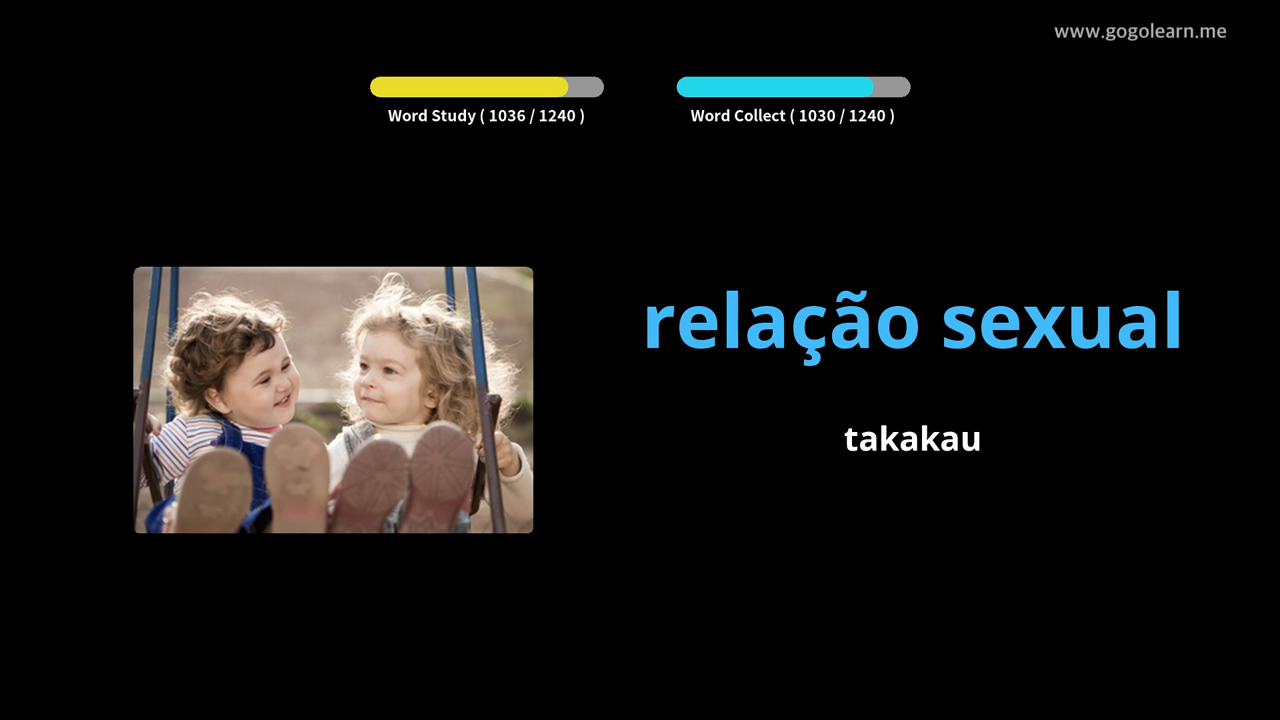 www.gogolearn.me
Word Study ( 1036 / 1240 )
Word Collect ( 1030 / 1240 )
relação sexual
takakau